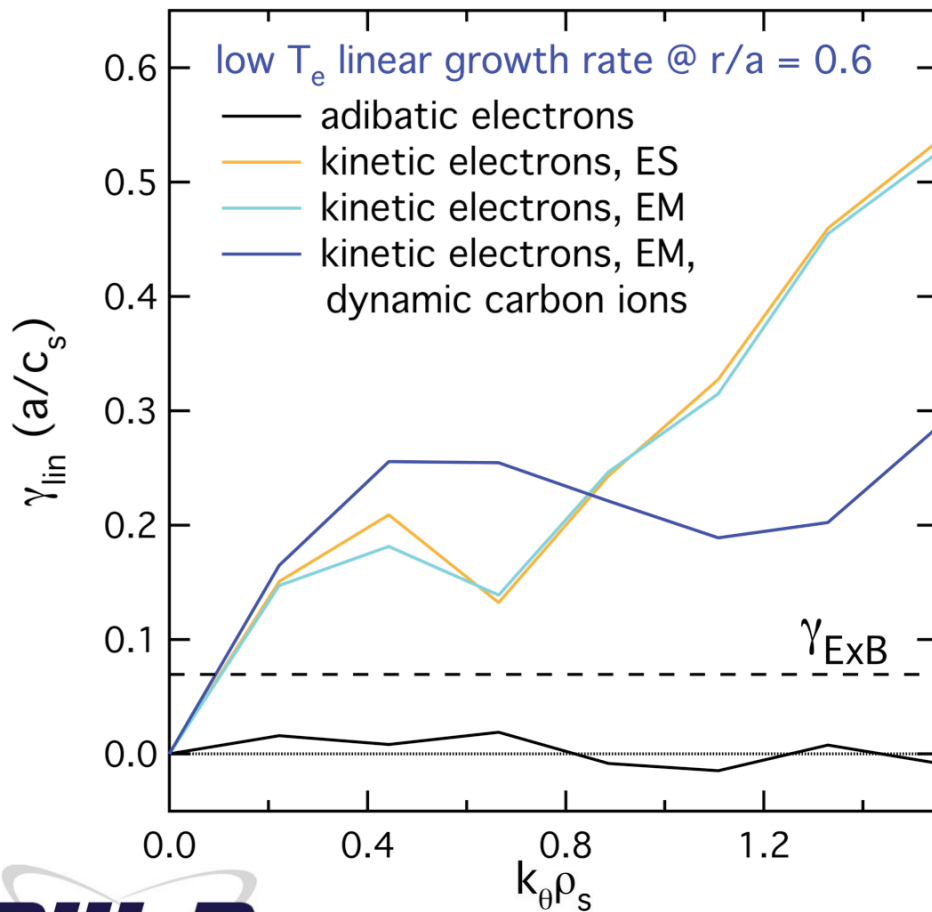 low Te linear growth rate @ r/a = 0.6
adibatic electrons
kinetic electrons, ES
kinetic electrons, EM
kinetic electrons, EM,
dynamic carbon ions
γlin (a/cs)
0.6
0.5
0.4
0.3
0.2
0.1
0.0
γExB
0.0 0.4 0.8 1.2
kθρs